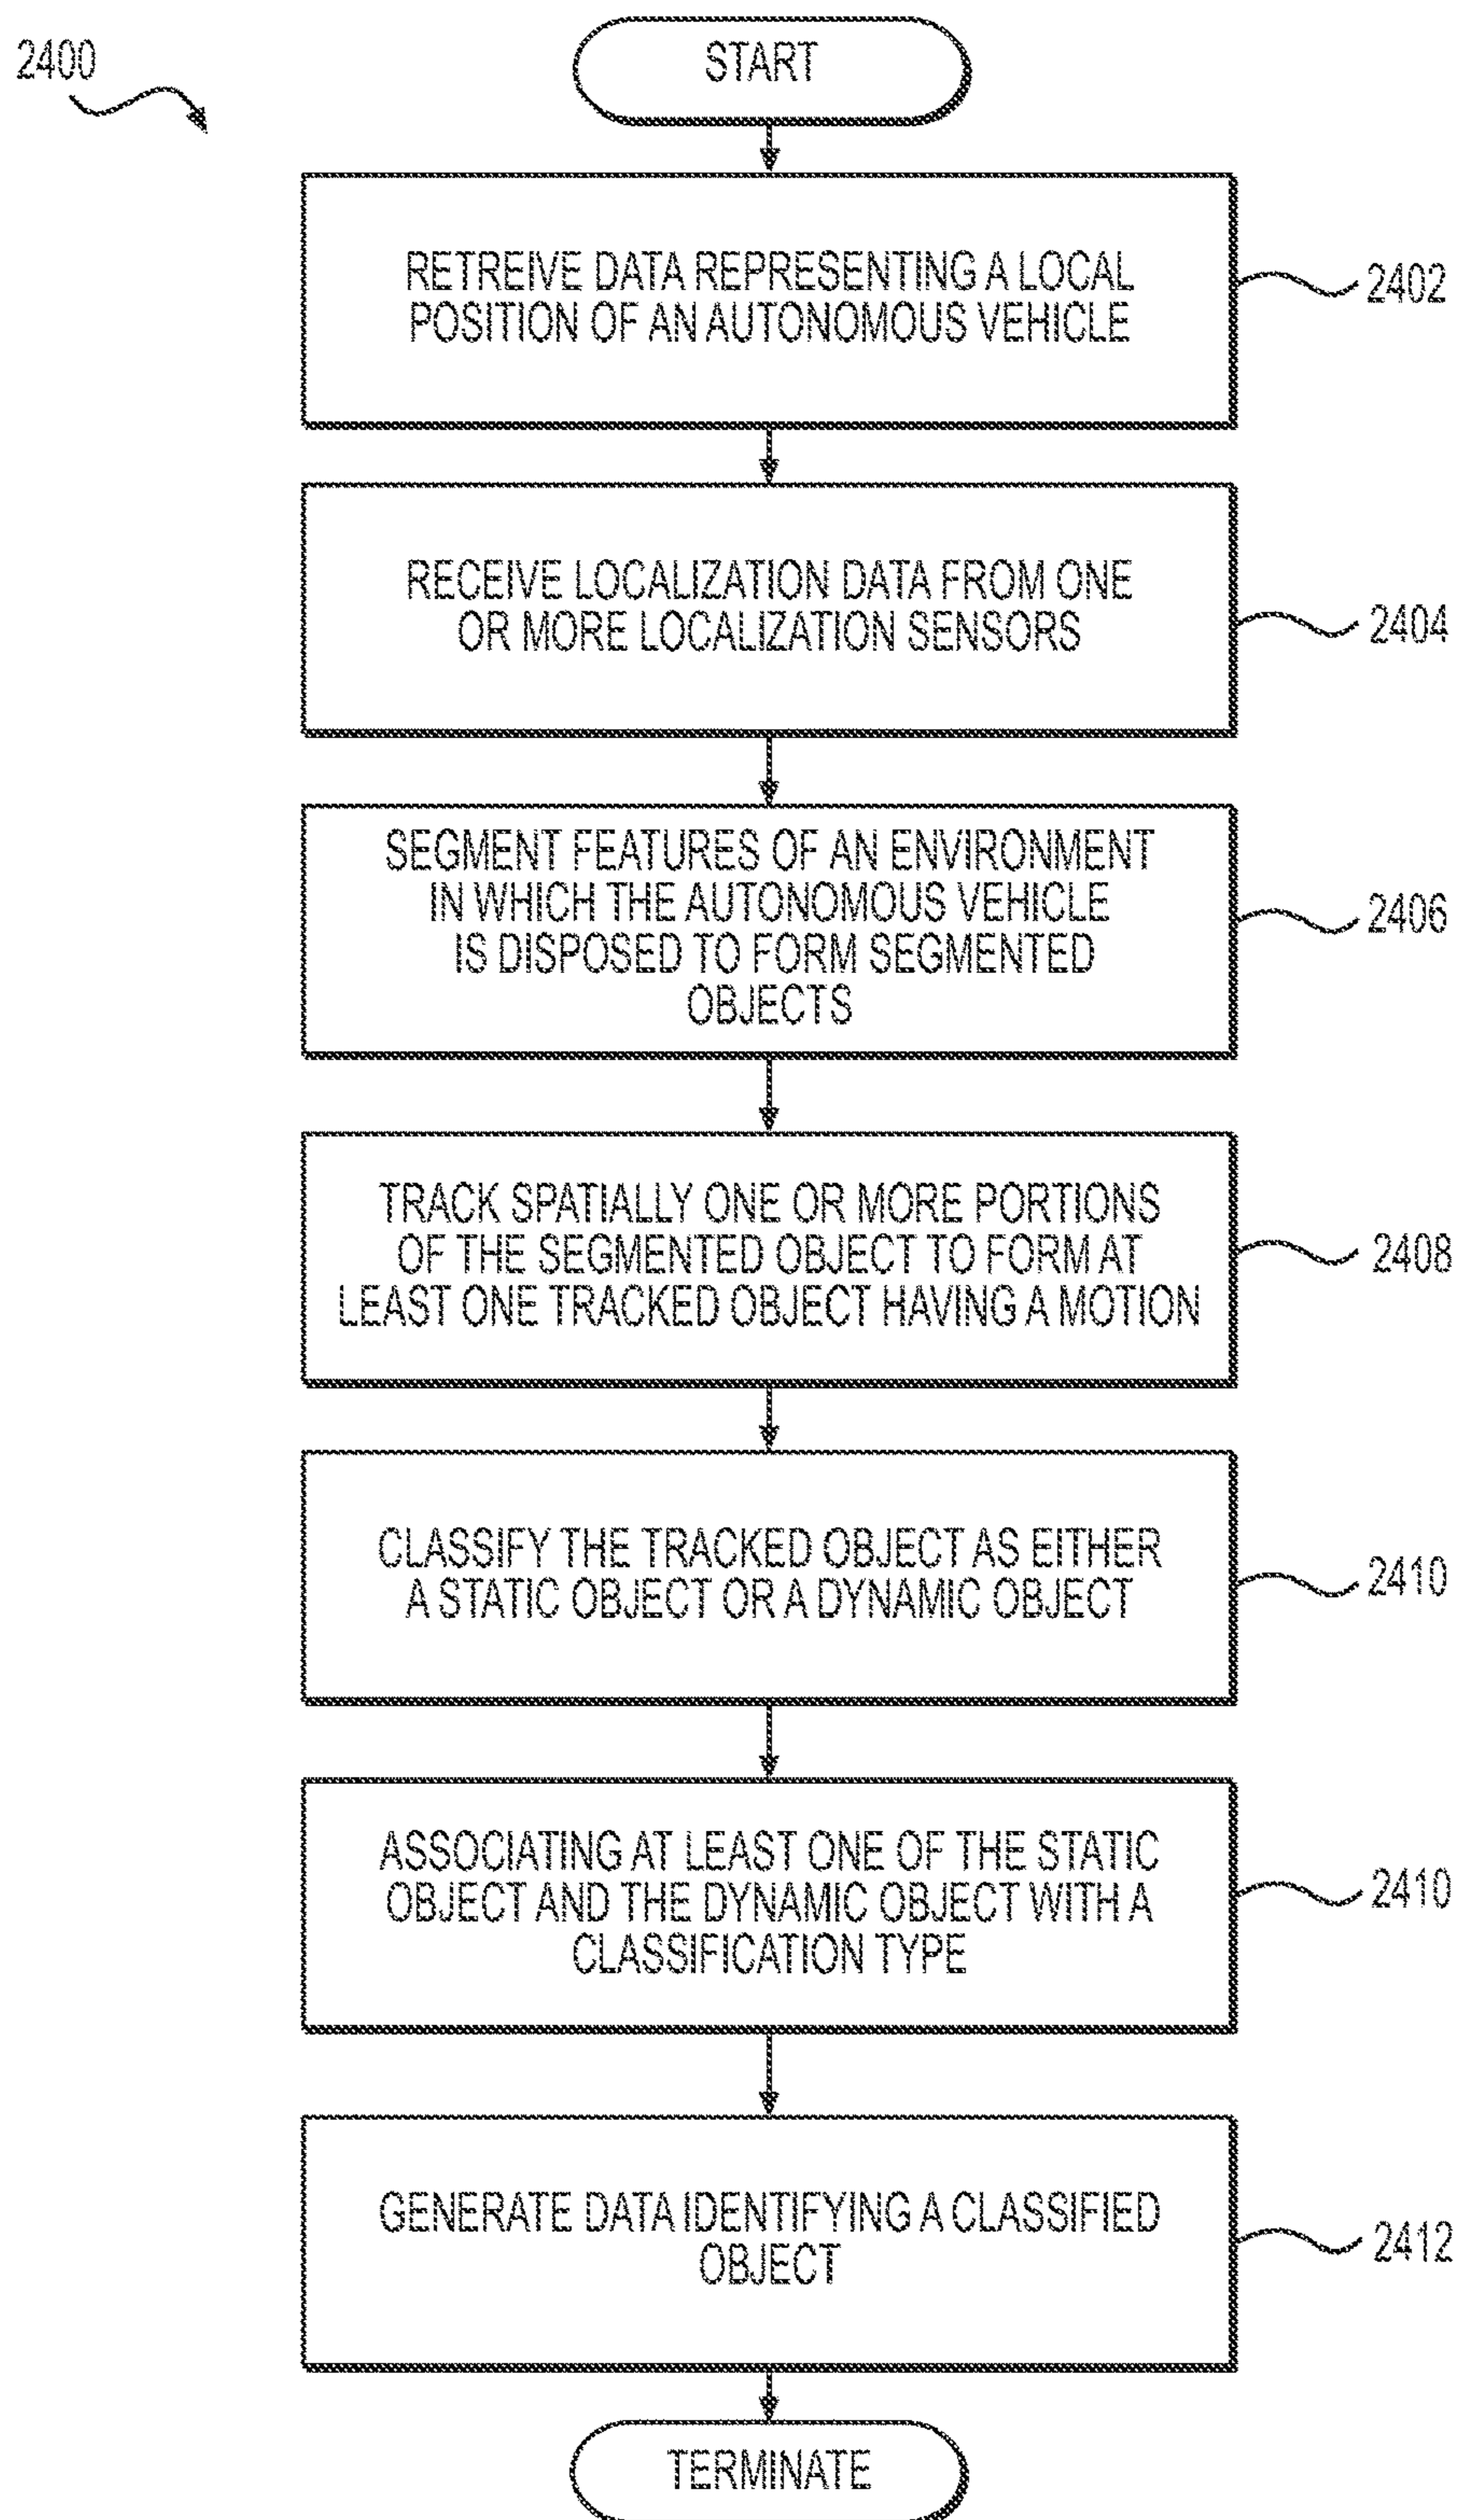 2400
START
RETREIVE DATA REPRESENTING A LOCAL
POSITION OF AN AUTONOMOUS VEHICLE
2402
RECEIVE LOCALIZATION DATA FROM ONE
OR MORE LOCALIZATION SENSORS
2404
SEGMENT FEATURES OF AN ENVIRONMENT
IN WHICH THE AUTONOMOUS VEHICLE
IS DISPOSED TO FORM SEGMENTED
OBJECTS
2406
TRACK SPATIALLY ONE OR MORE PORTIONS
OF THE SEGMENTED OBJECT TO FORM AT
LEAST ONE TRACKED OBJECT HAVING A MOTION
2408
CLASSIFY THE TRACKED OBJECT AS EITHER
A STATIC OBJECT OR A DYNAMIC OBJECT
2410
ASSOCIATING AT LEAST ONE OF THE STATIC
OBJECT AND THE DYNAMIC OBJECT WITH A
CLASSIFICATION TYPE
2410
GENERATE DATA IDENTIFYING A CLASSIFIED
OBJECT
2412
TERMINATE